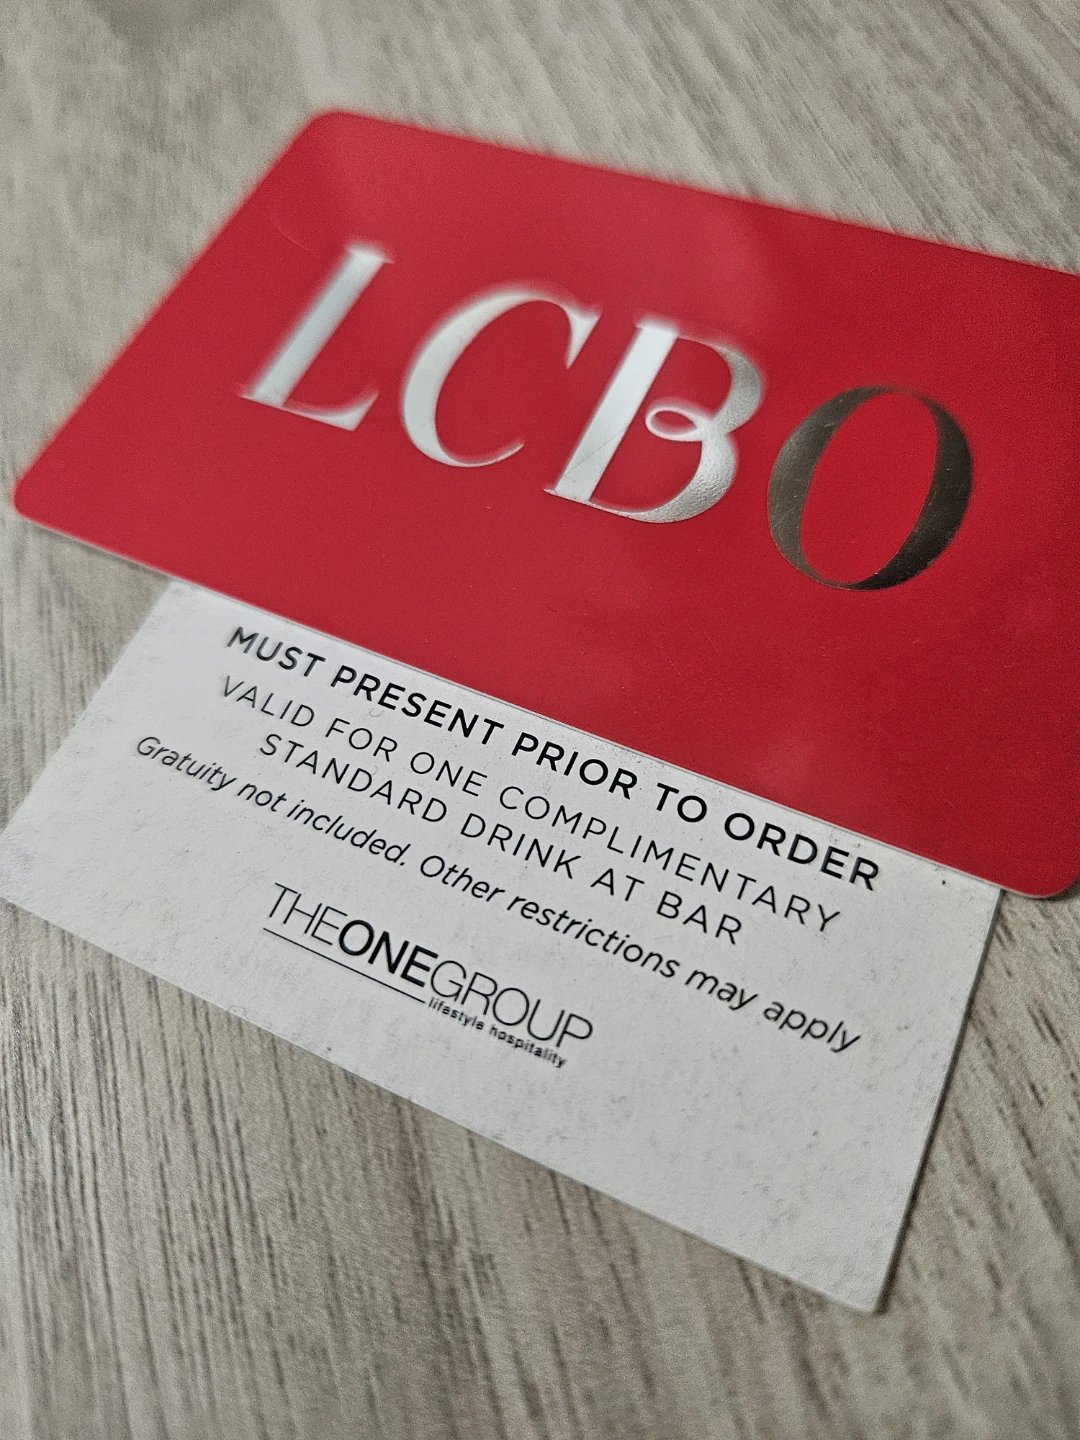 LCBO
MUST PRESENT PRIOR TO ORDER
VALID FOR ONE COMPLIMENTARY
STANDARD DRINK AT BAR
Gratuity not included. Other restrictions may apply
THEONEGROUP
lifestyle hospitality